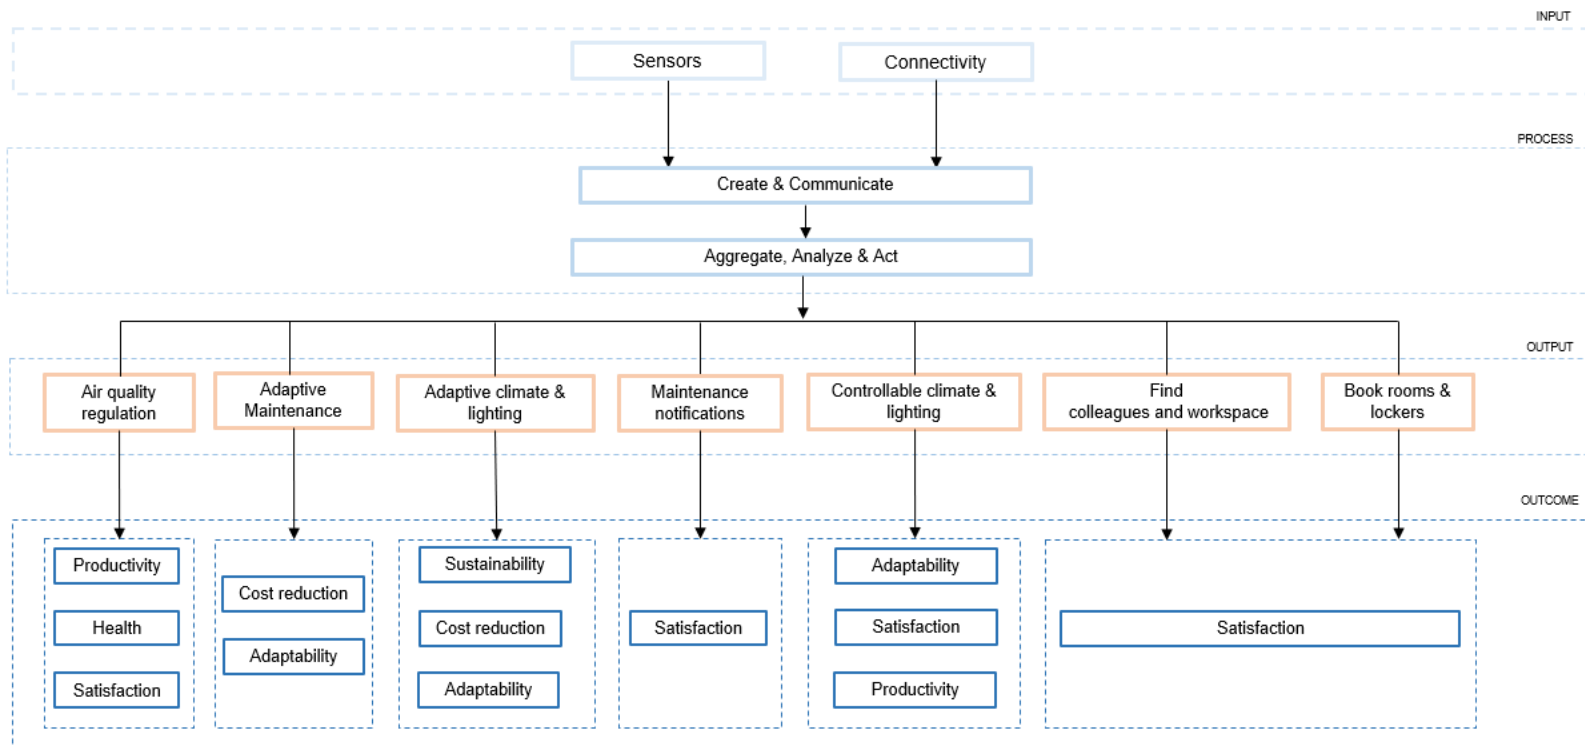 INPUT
Sensors
Connectivity
PROCESS
Create & Communicate
Aggregate, Analyze & Act
OUTPUT
Air quality
regulation
Adaptive
Maintenance
Adaptive climate &
lighting
Maintenance
notifications
Controllable climate &
lighting
Find
colleagues and workspace
Book rooms &
lockers
OUTCOME
Productivity
Health
Satisfaction
Cost reduction
Adaptability
Sustainability
Cost reduction
Adaptability
Satisfaction
Adaptability
Satisfaction
Productivity
Satisfaction